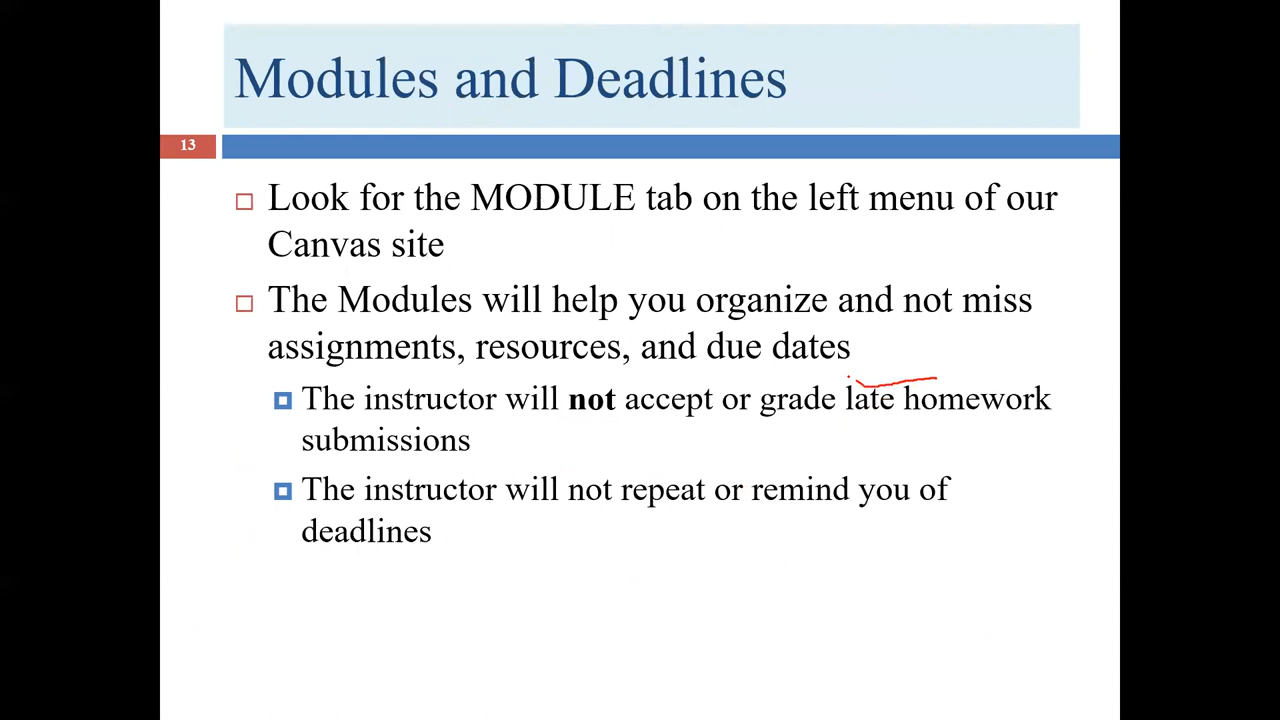 Modules and Deadlines
13
Look for the MODULE tab on the left menu of our
Canvas site
The Modules will help you organize and not miss
assignments, resources, and due dates
The instructor will not accept or grade late homework
submissions
The instructor will not repeat or remind you of
deadlines